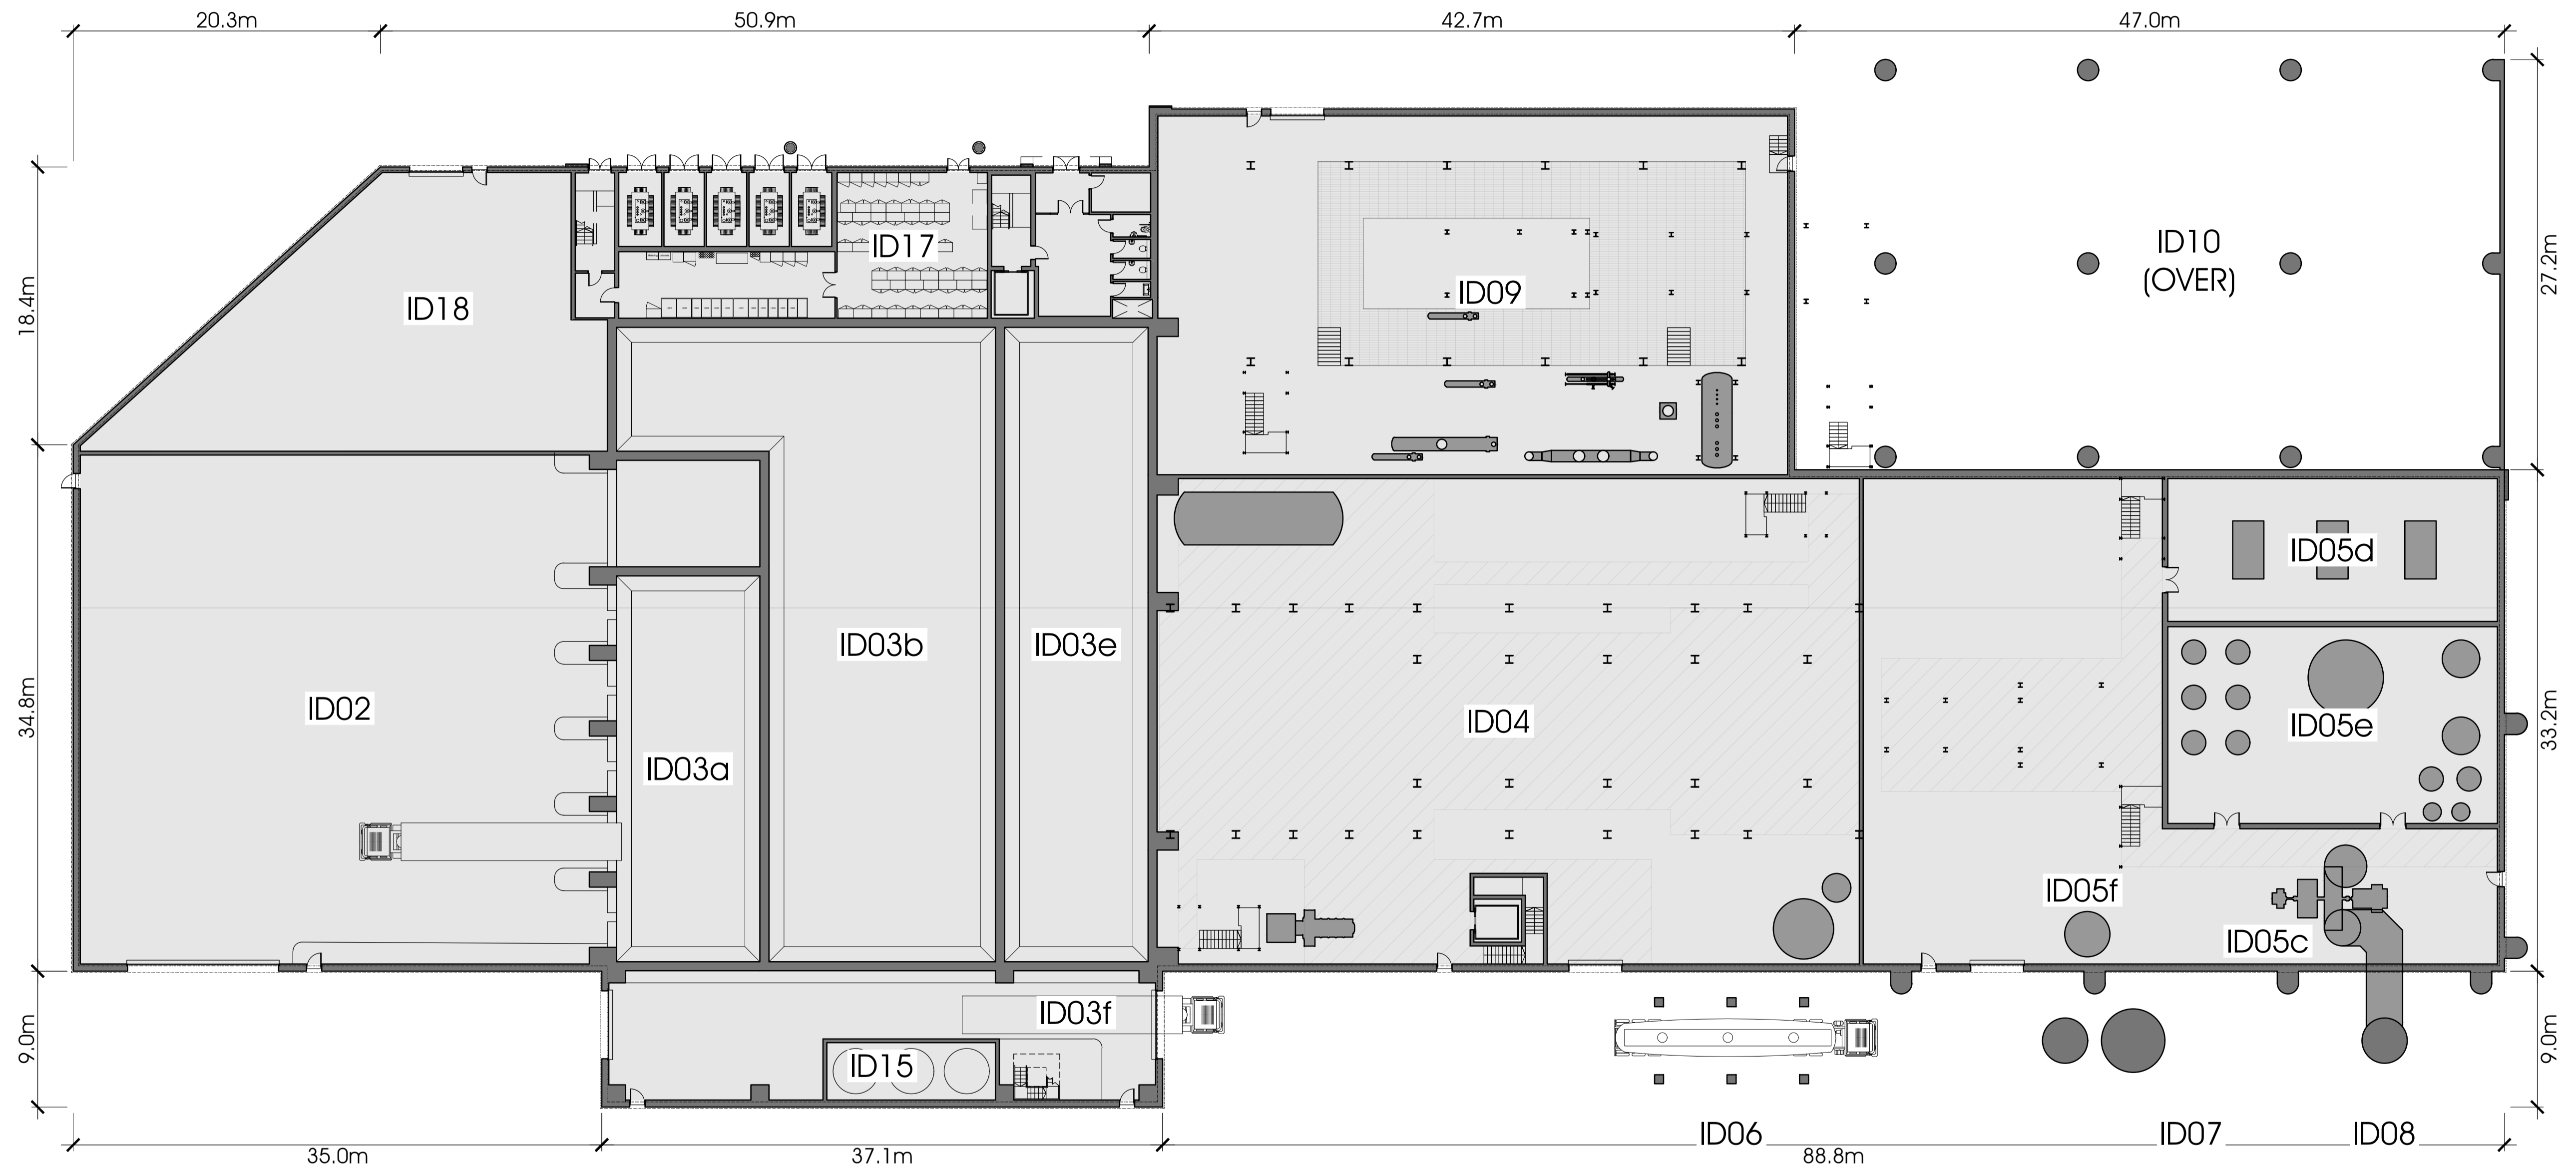 20.3m
50.9m
42.7m
47.0m
18.4m
34.8m
9.0m
27.2m
33.2m
9.0m
ID17
ID18
ID09
ID10
(OVER)
ID05d
ID03b
ID03e
ID02
ID03a
ID04
ID05e
ID05f
ID05c
ID03f
ID15
ID06
ID07
ID08
35.0m
37.1m
88.8m